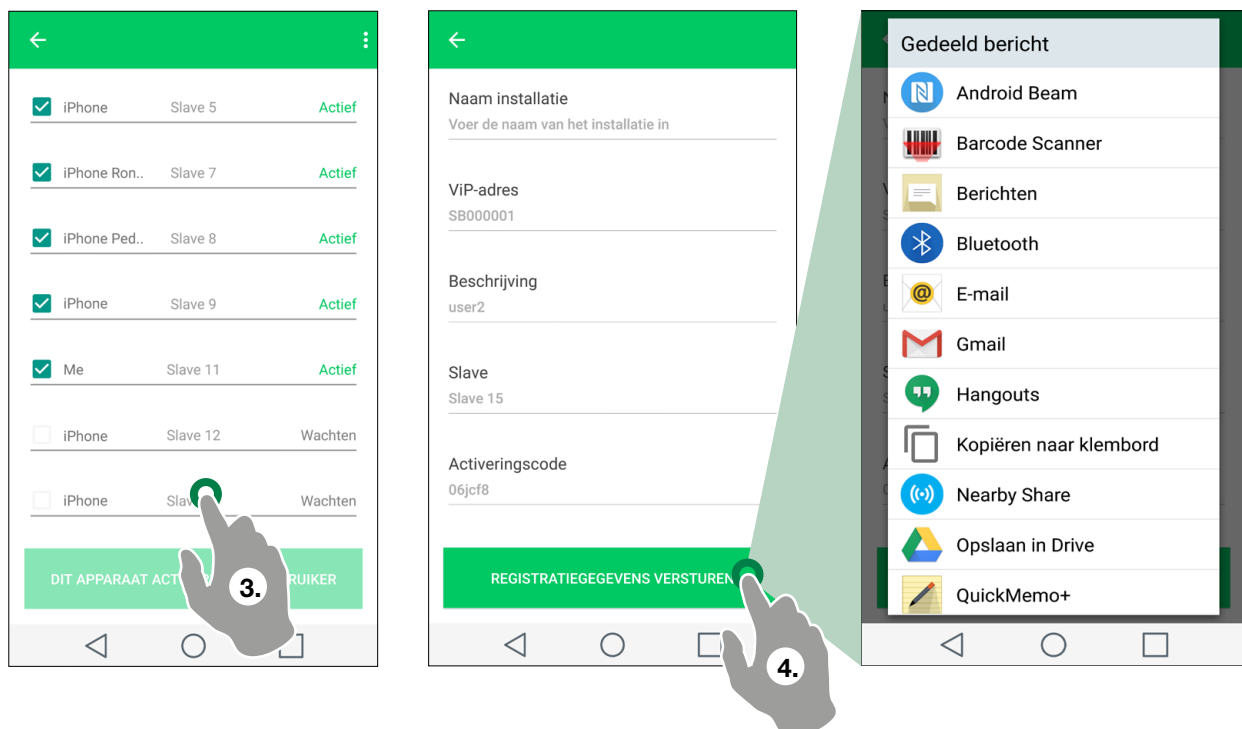 iPhone Slave 5 Actief
iPhone Ron.. Slave 7 Actief
iPhone Ped.. Slave 8 Actief
iPhone Slave 9 Actief
Me Slave 11 Actief
iPhone Slave 12 Wachten
iPhone Wachten
DIT APPARAAT
3.
Naam installatie
Voer de naam van het installatie in
ViP-adres
SB000001
Beschrijving
user2
Slave
Slave 15
Activeringscode
06jcf8
REGISTRATIEGEGEVENS VERSTUREN
4.
Gedeeld bericht
Android Beam
Barcode Scanner
Berichten
Bluetooth
E-mail
Gmail
Hangouts
Kopiëren naar klembord
Nearby Share
Opslaan in Drive
QuickMemo+